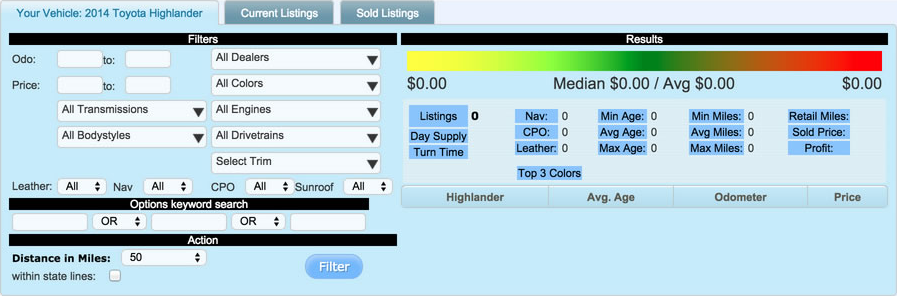 Your Vehicle: 2014 Toyota Highlander Current Listings Sold Listings
Filters
Odo: to: All Dealers
Price: to: All Colors
All Transmissions All Engines
All Bodystyles All Drivetrains
Select Trim
Leather: All Nav All CPO All Sunroof All
Options keyword search
OR OR
Action
Distance in Miles: 50
within state lines: Filter
Results
$0.00 Median $0.00 / Avg $0.00 $0.00
Listings 0 Nav: 0 Min Age: 0 Min Miles: 0 Retail Miles:
Day Supply CPO: 0 Avg Age: 0 Avg Miles: 0 Sold Price:
Turn Time Leather: 0 Max Age: 0 Max Miles: 0 Profit:
Top 3 Colors
Highlander Avg. Age Odometer Price